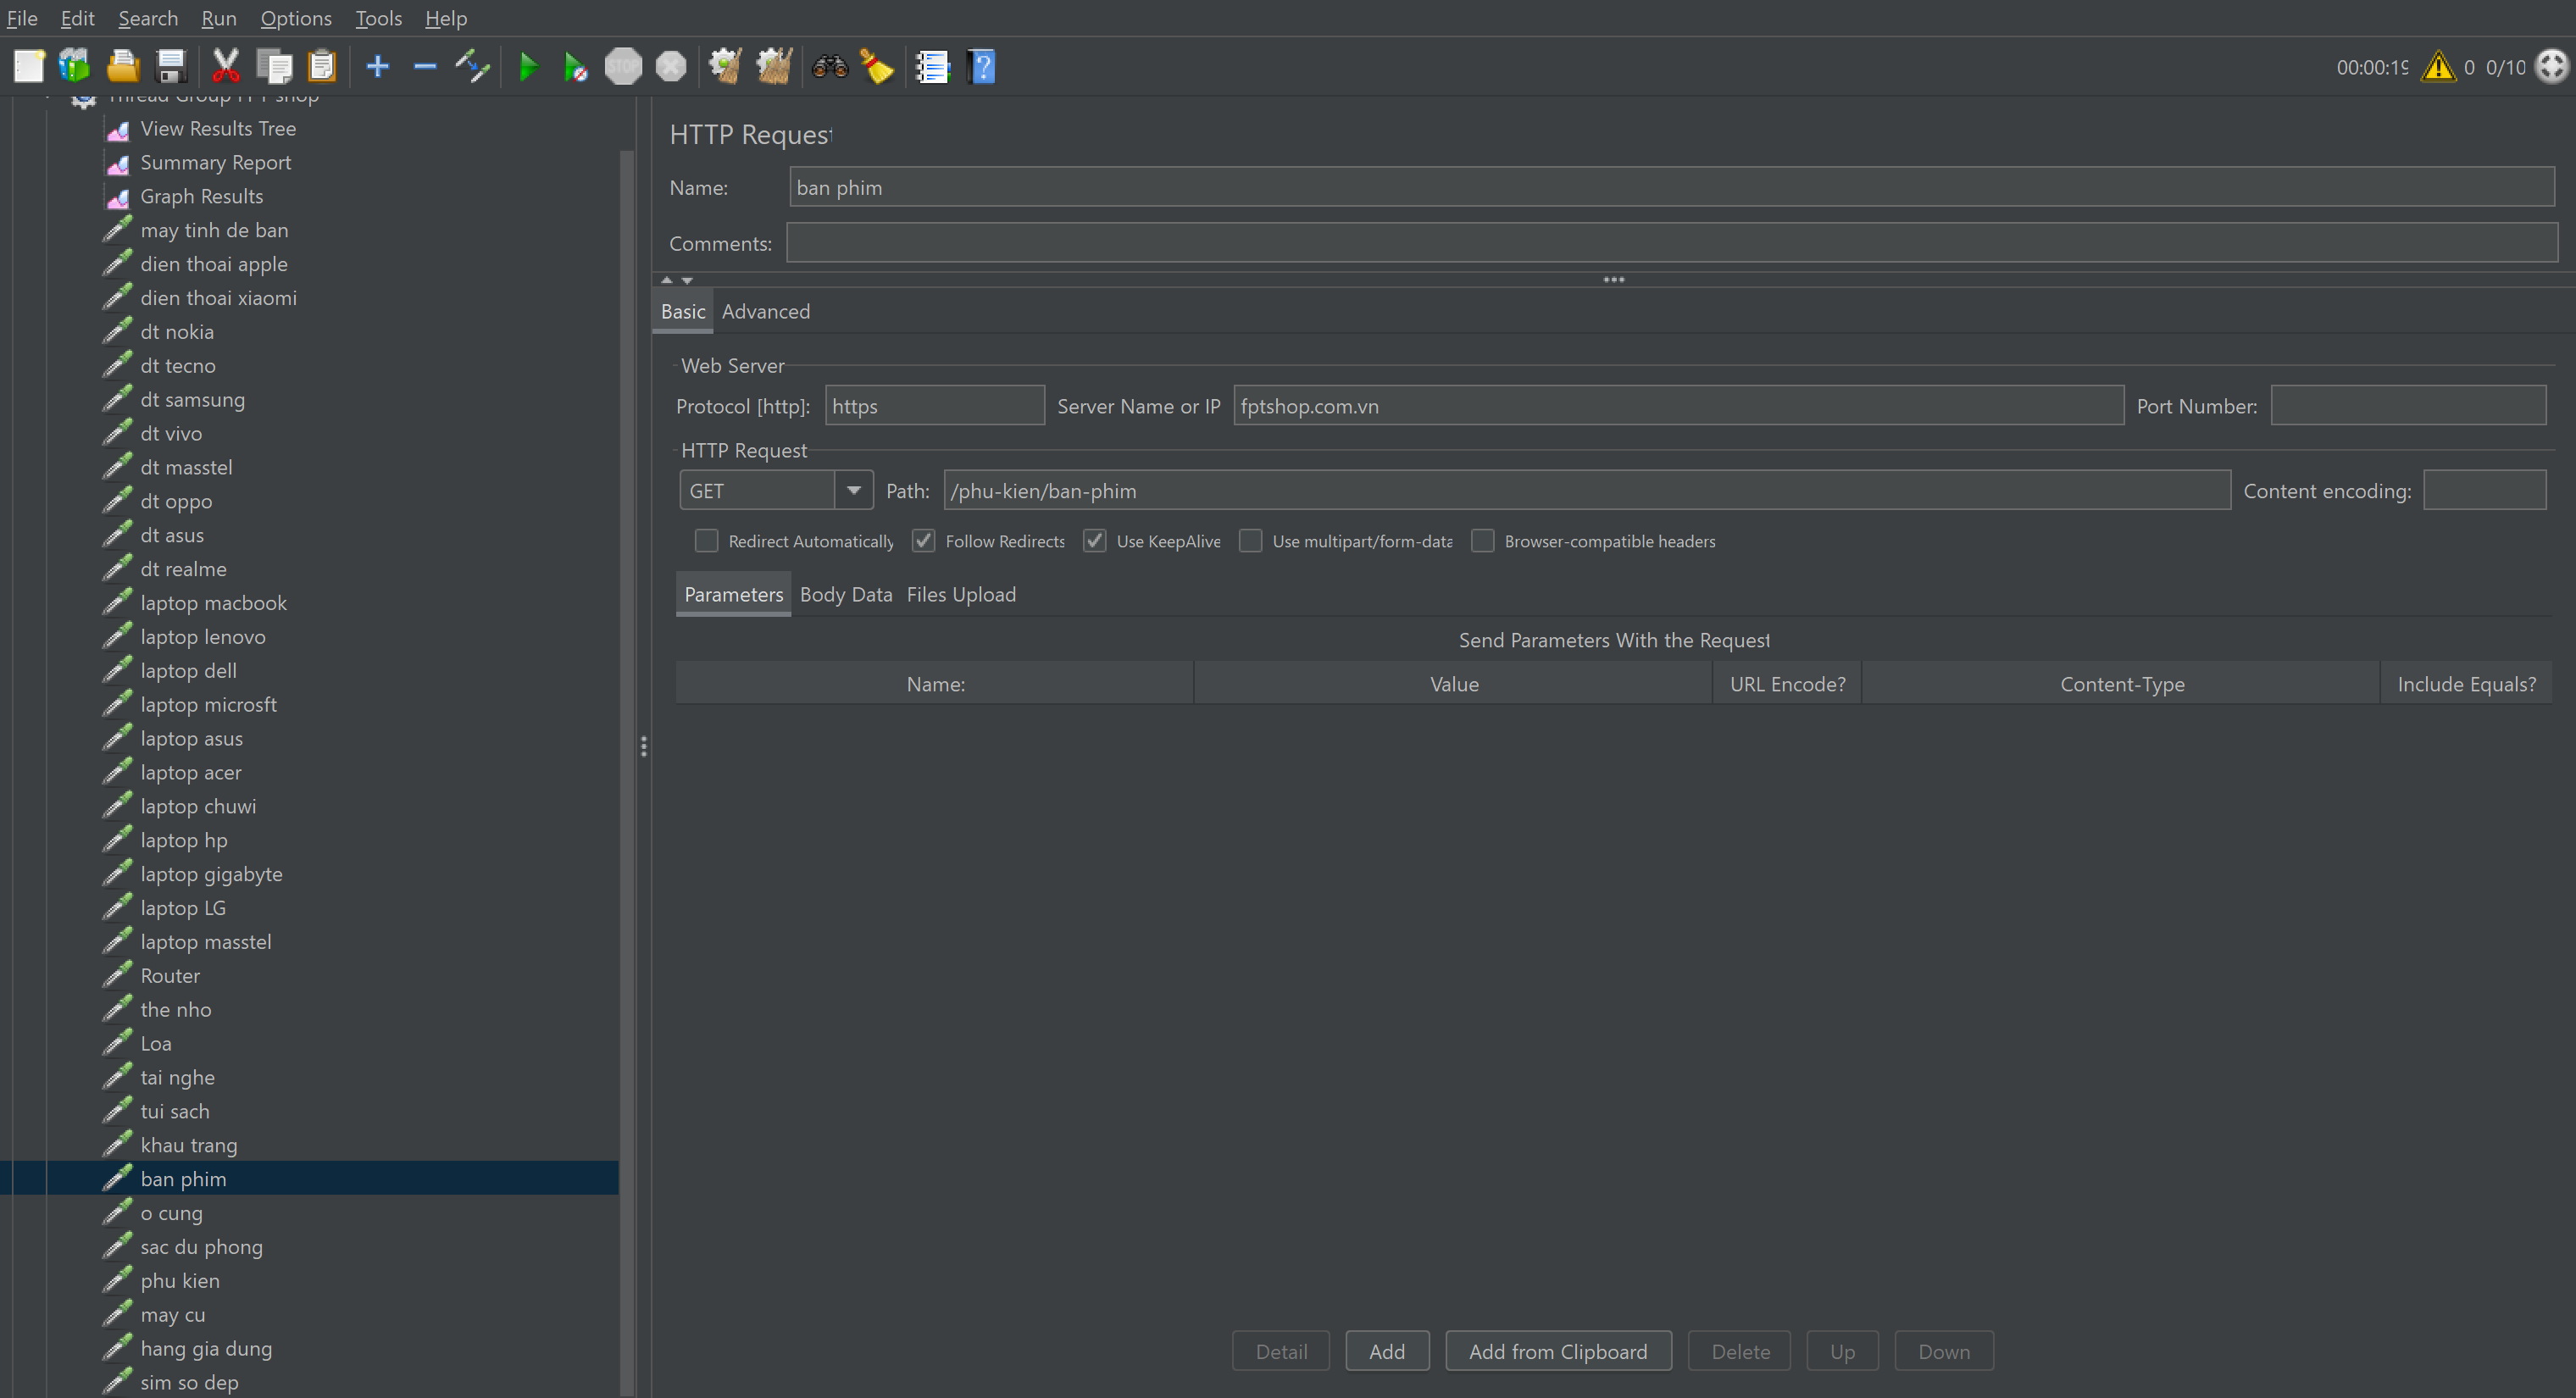 File Edit Search Run Options Tools Help
STOP
00:00:19 0 0/10
View Results Tree
Summary Report
Graph Results
may tinh de ban
dien thoai apple
dien thoai xiaomi
dt nokia
dt tecno
dt samsung
dt vivo
dt masstel
dt oppo
dt asus
dt realme
laptop macbook
laptop lenovo
laptop dell
laptop microsft
laptop asus
laptop acer
laptop chuwi
laptop hp
laptop gigabyte
laptop LG
laptop masstel
Router
the nho
Loa
tai nghe
tui sach
khau trang
ban phim
o cung
sac du phong
phu kien
may cu
hang gia dung
sim so dep
HTTP Request
Name: ban phim
Comments:
Basic Advanced
Web Server
Protocol [http]: https Server Name or IP fptshop.com.vn Port Number:
HTTP Request
GET Path: /phu-kien/ban-phim Content encoding:
Redirect Automatically Follow Redirects Use KeepAlive Use multipart/form-data Browser-compatible headers
Parameters Body Data Files Upload
Send Parameters With the Request
Name: Value URL Encode? Content-Type Include Equals?
Detail Add Add from Clipboard Delete Up Down